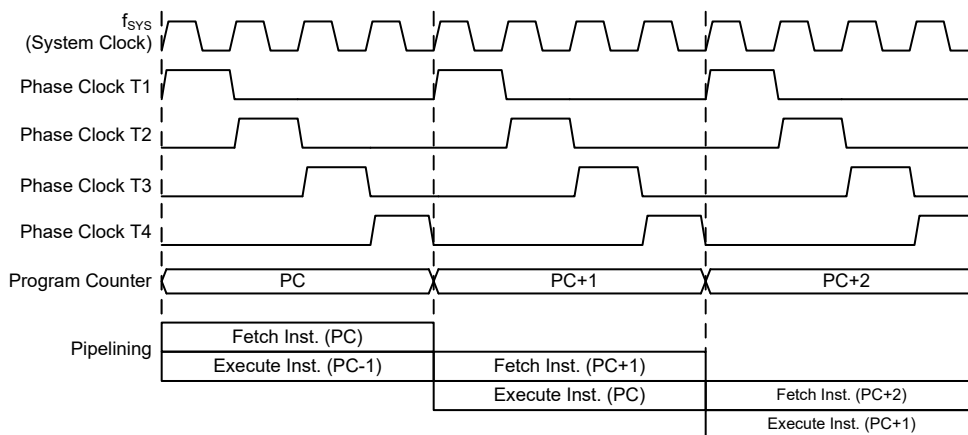 fSYS
(System Clock)
Phase Clock T1
Phase Clock T2
Phase Clock T3
Phase Clock T4
Program Counter PC PC+1 PC+2
Pipelining
Fetch Inst. (PC)
Execute Inst. (PC-1) Fetch Inst. (PC+1)
Execute Inst. (PC) Fetch Inst. (PC+2)
Execute Inst. (PC+1)